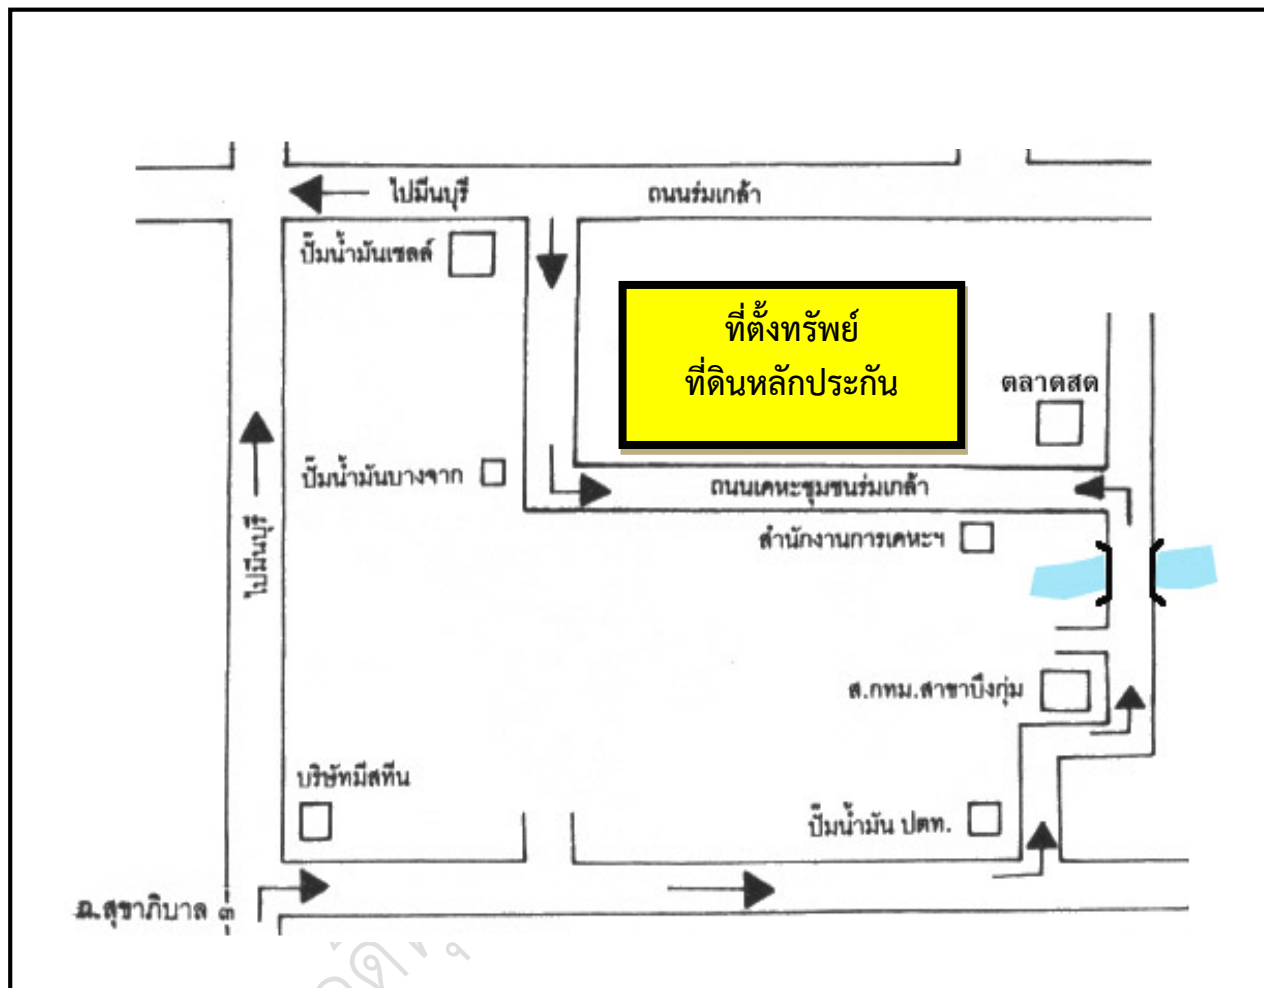 ไปมีนบุรี
ถนนร่มเกล้า
ปั๊มน้ำมันเชลล์
ที่ตั้งทรัพย์
ที่ดินหลักประกัน
ตลาดสด
ปั๊มน้ำมันบางจาก
ถนนเคหะชุมชนร่มเกล้า
สำนักงานการเคหะฯ
ไปมีนบุรี
ส.กทม.สาขาบึงกุ่ม
บริษัทมีสทีน
ปั๊มน้ำมัน ปตท.
ถ.สุขาภิบาล ๓